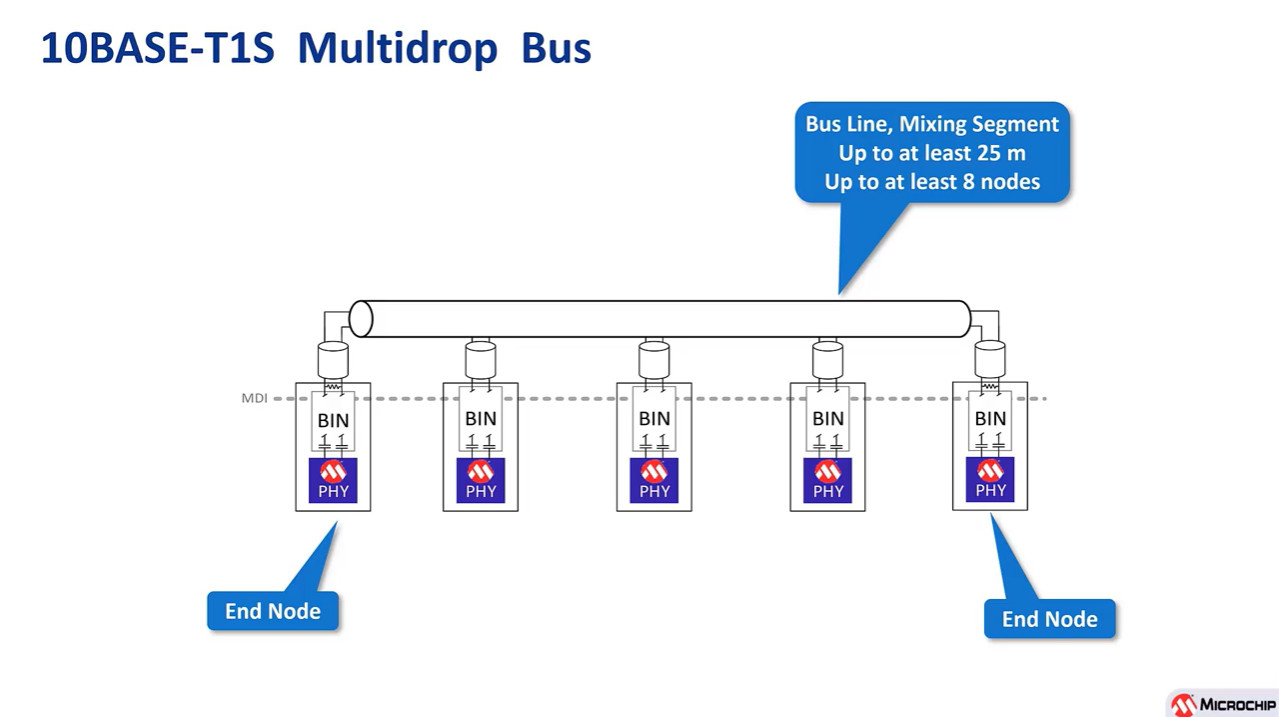 10BASE-T1S Multidrop Bus
Bus Line, Mixing Segment
Up to at least 25 m
Up to at least 8 nodes
MDI
BIN
BIN
BIN
BIN
BIN
PHY
PHY
PHY
PHY
PHY
End Node
End Node
MICROCHIP